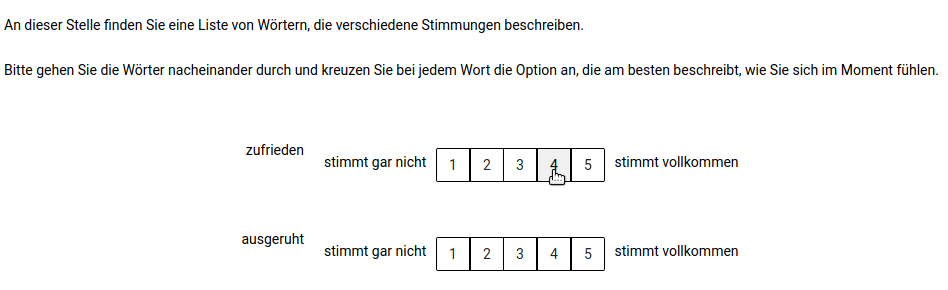 An dieser Stelle finden Sie eine Liste von Wörtern, die verschiedene Stimmungen beschreiben.
Bitte gehen Sie die Wörter nacheinander durch und kreuzen Sie bei jedem Wort die Option an, die am besten beschreibt, wie Sie sich im Moment fühlen.
zufrieden
stimmt gar nicht 1 2 3 4 5 stimmt vollkommen
ausgeruht
stimmt gar nicht 1 2 3 4 5 stimmt vollkommen